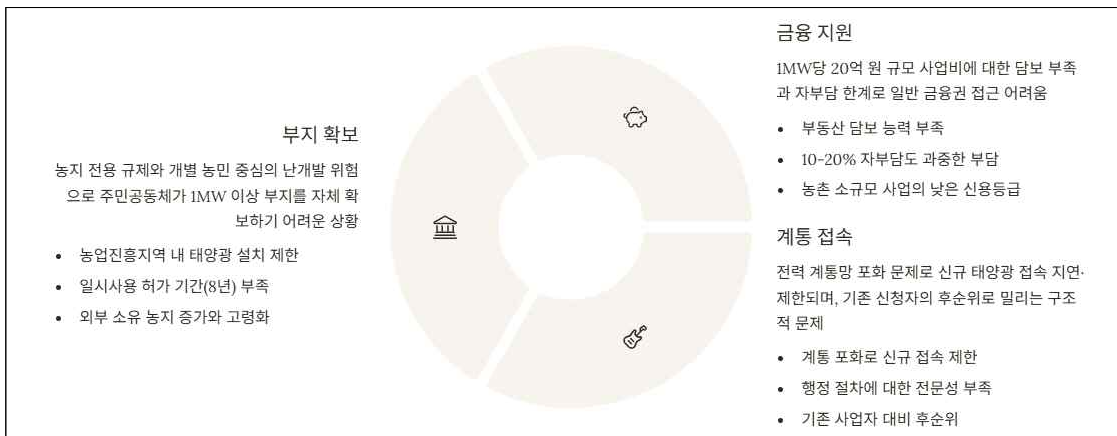 부지 확보
농지 전용 규제와 개별 농민 중심의 난개발 위험
으로 주민공동체가 1MW 이상 부지를 자체 확
보하기 어려운 상황
• 농업진흥지역 내 태양광 설치 제한
• 일시사용 허가 기간(8년) 부족
• 외부 소유 농지 증가와 고령화
금융 지원
1MW당 20억 원 규모 사업비에 대한 담보 부족
과 자부담 한계로 일반 금융권 접근 어려움
• 부동산 담보 능력 부족
• 10-20% 자부담도 과중한 부담
• 농촌 소규모 사업의 낮은 신용등급
계통 접속
전력 계통망 포화 문제로 신규 태양광 접속 지연·
제한되며, 기존 신청자의 후순위로 밀리는 구조
적 문제
• 계통 포화로 신규 접속 제한
• 행정 절차에 대한 전문성 부족
• 기존 사업자 대비 후순위